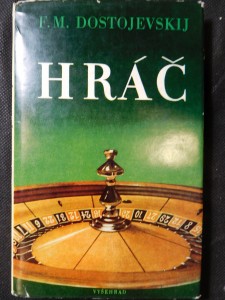 F. M. DOSTOJEVSKIJ
HRÁČ
VYŠEHRAD